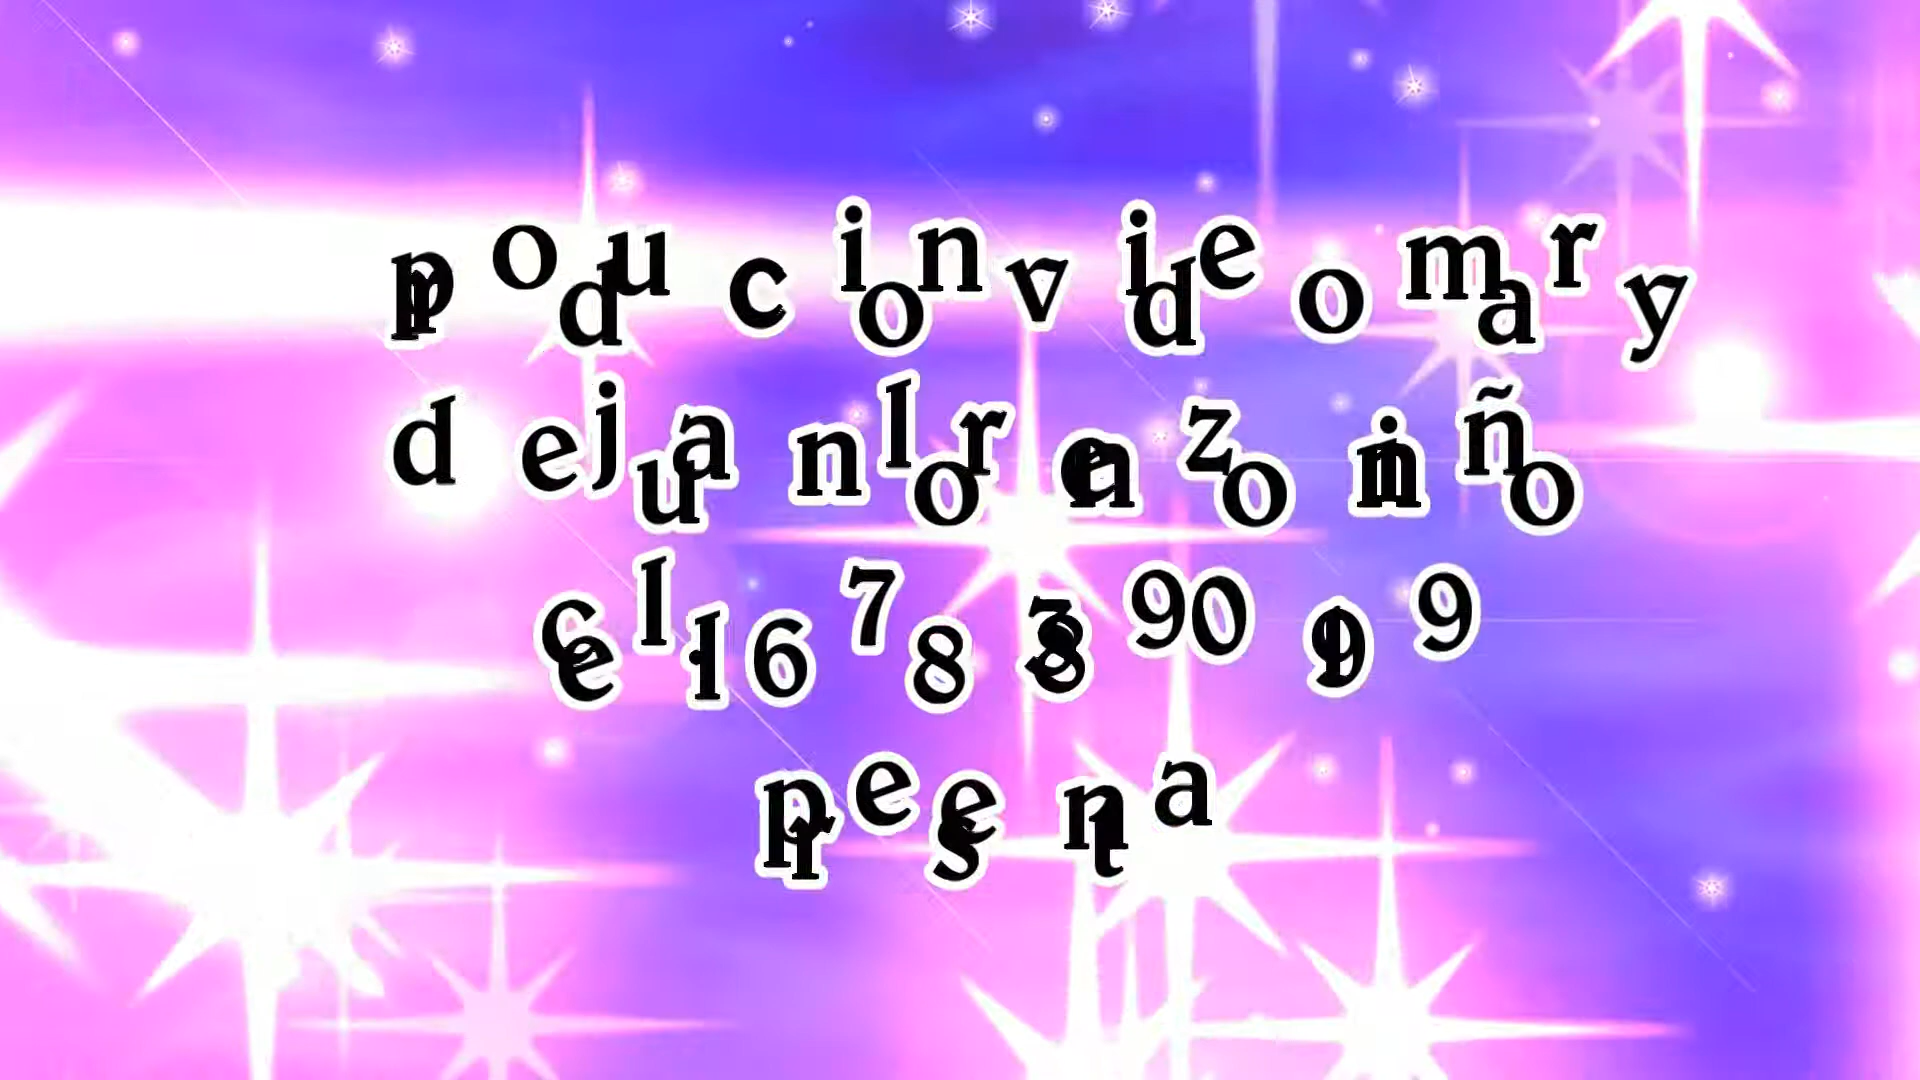 producion video mary
de juan lorenzo niño
cel.
presenta